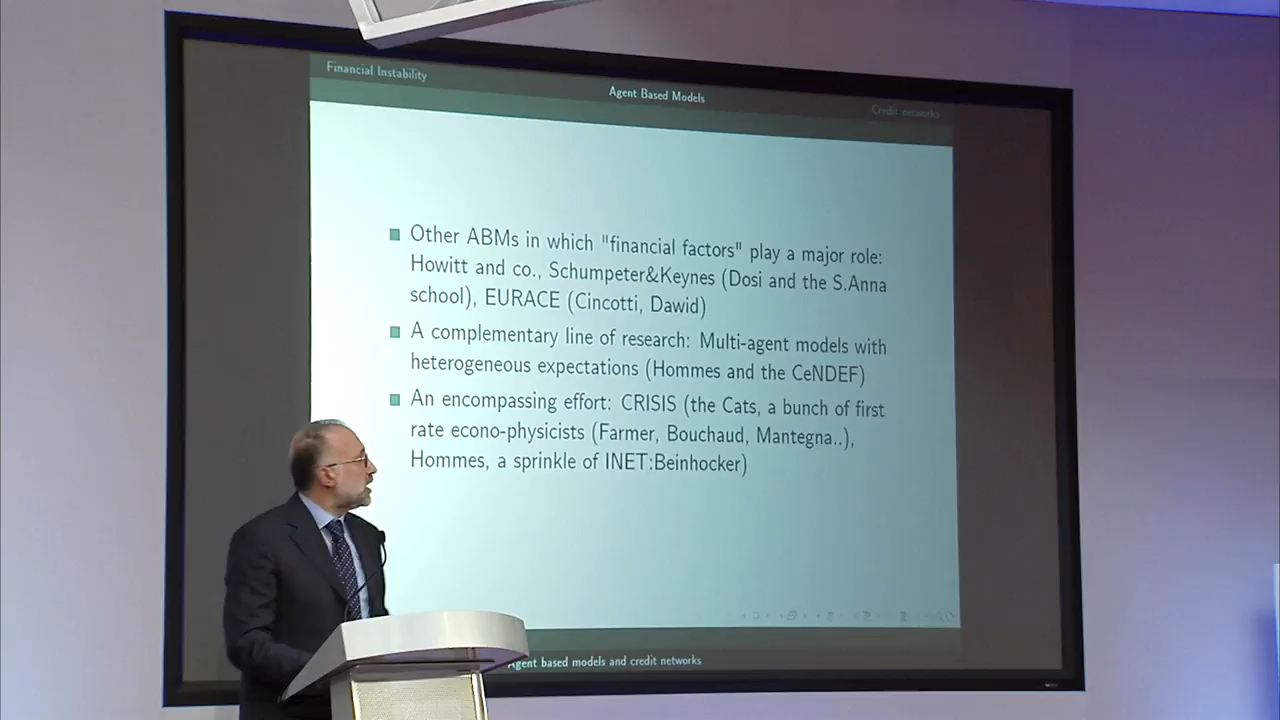 Financial Instability
Agent Based Models
Credit networks
Other ABMs in which "financial factors" play a major role:
Howitt and co., Schumpeter&Keynes (Dosi and the S.Anna
school), EURACE (Cincotti, Dawid)
A complementary line of research: Multi-agent models with
heterogeneous expectations (Hommes and the CeNDEF)
An encompassing effort: CRISIS (the Cats, a bunch of first
rate econo-physicists (Farmer, Bouchaud, Mantegna..),
Hommes, a sprinkle of INET:Beinhocker)
Agent based models and credit networks